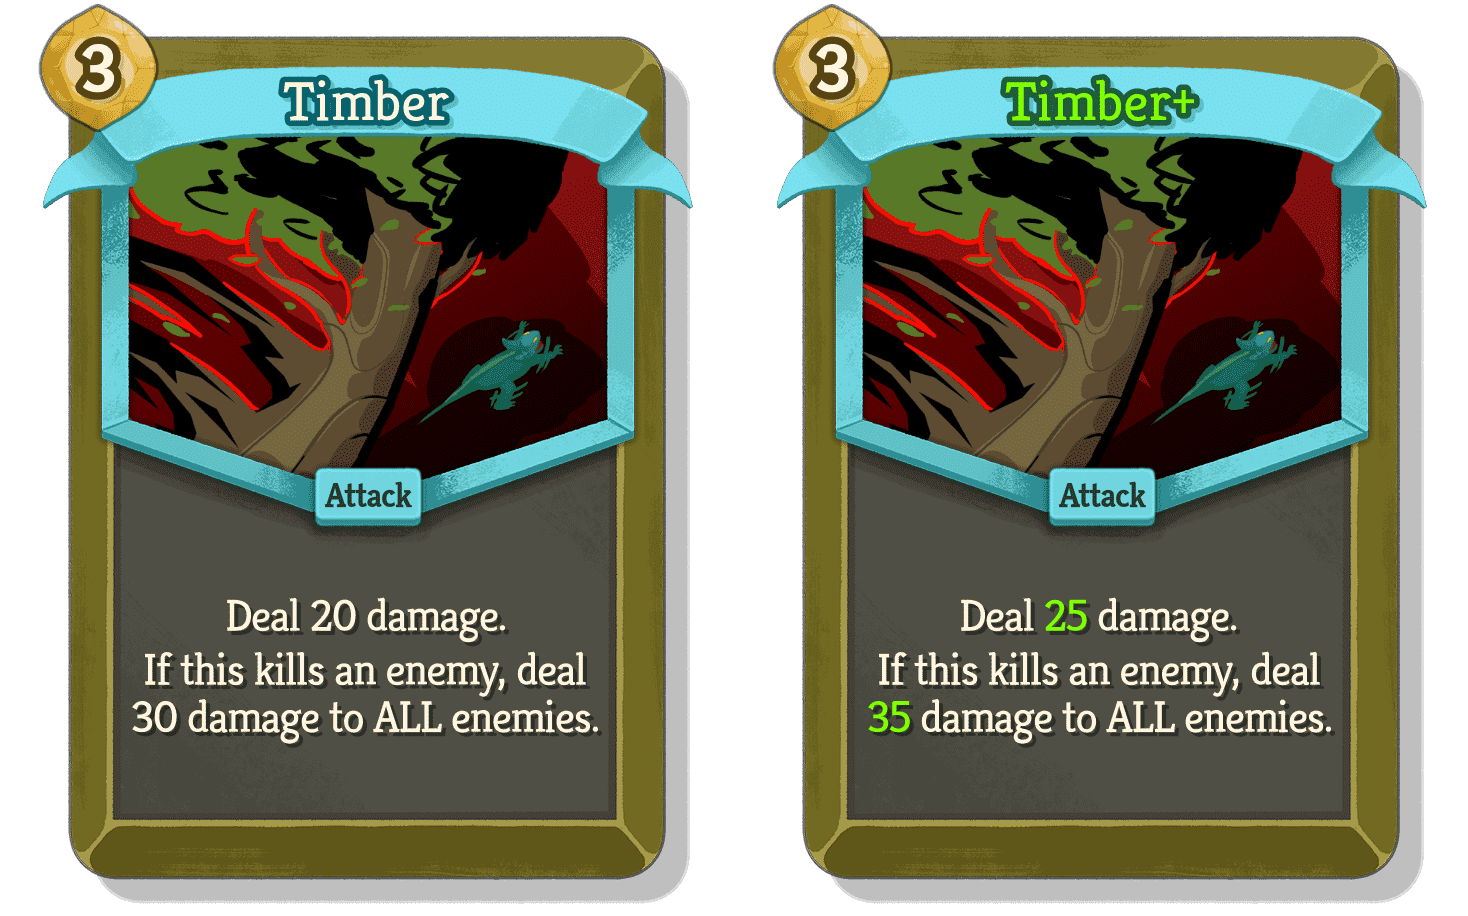 3
Timber
Attack
Deal 20 damage.
If this kills an enemy, deal
30 damage to ALL enemies.
3
Timber+
Attack
Deal 25 damage.
If this kills an enemy, deal
35 damage to ALL enemies.